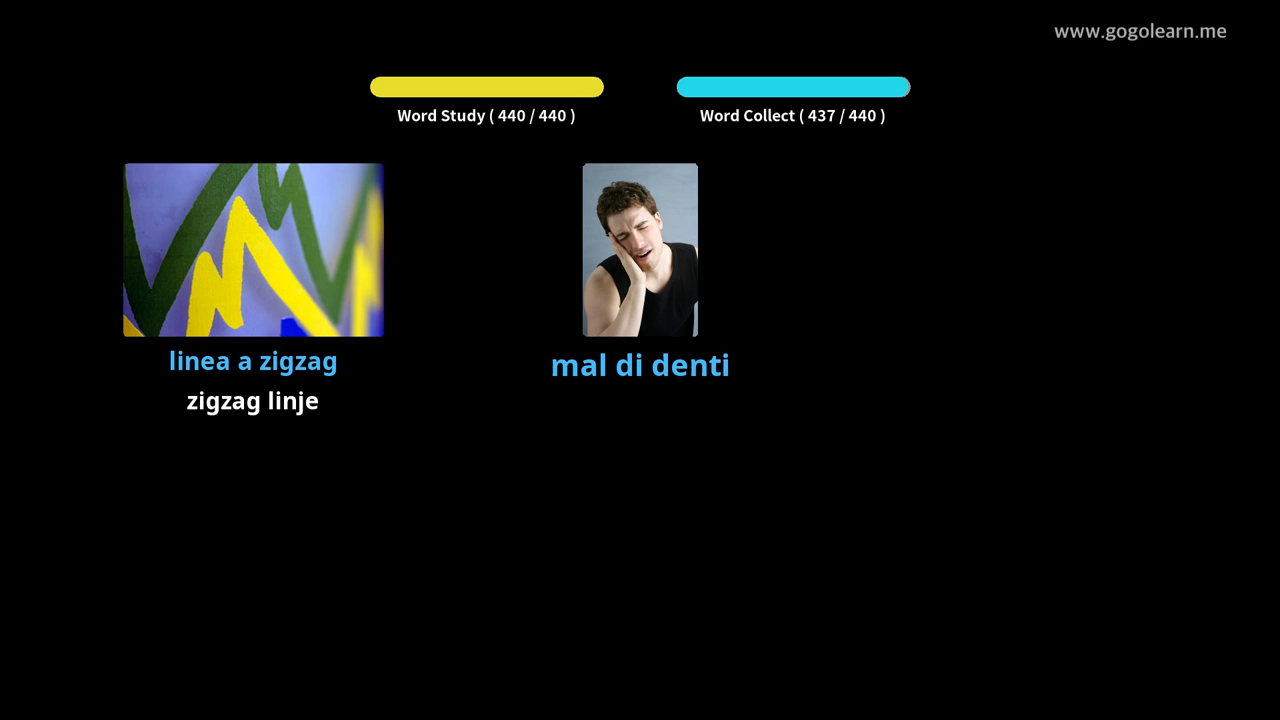 www.gogolearn.me
Word Study ( 440 / 440 )
Word Collect ( 437 / 440 )
linea a zigzag
zigzag linje
mal di denti